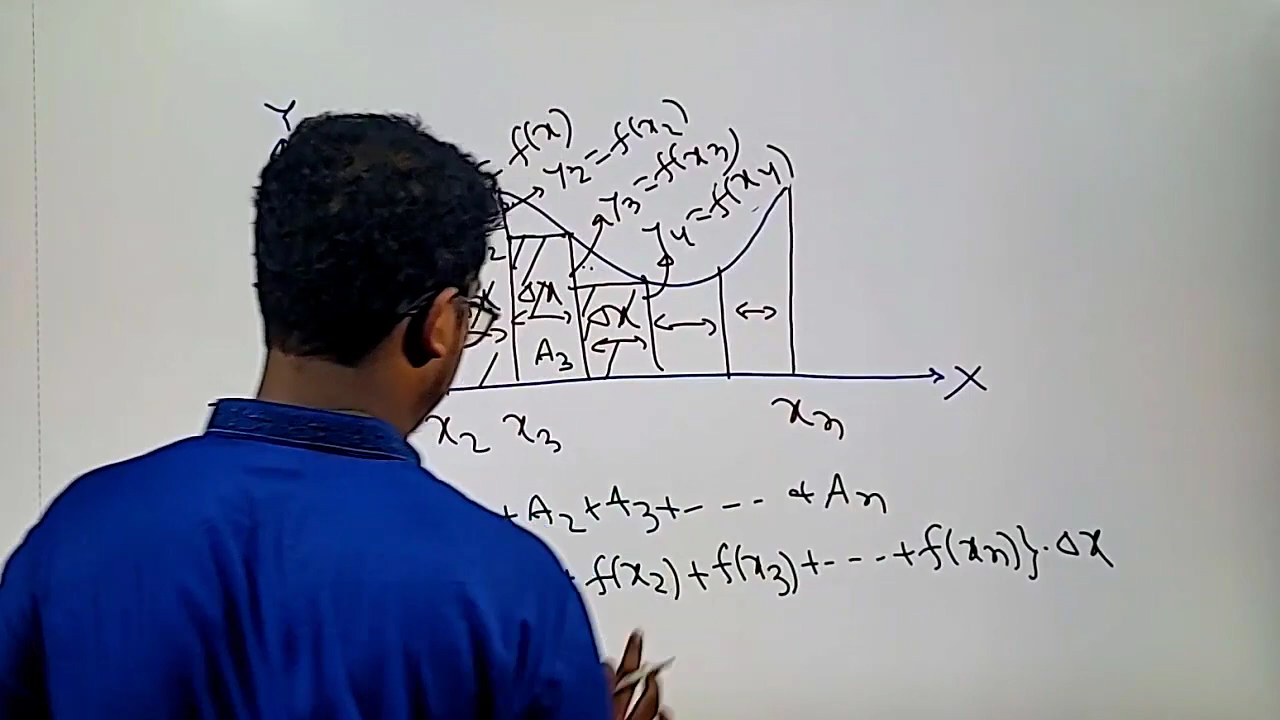 Y
f(x)
y2 = f(x2)
y3 = f(x3)
y4 = f(x4)
2
Δx
Δx
A3
X
x2 x3
xn
+ A2 + A3 + ---- + An
f(x2) + f(x3) + ---- + f(xn)}. Δx